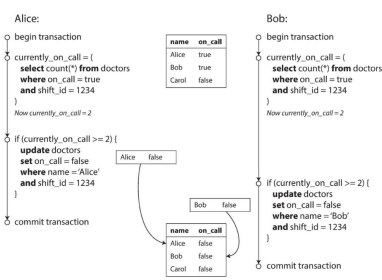 Alice:
begin transaction
currently_on_call = (
select count(*) from doctors
where on_call = true
and shift_id = 1234
)
Now currently_on_call = 2
if (currently_on_call >= 2) {
update doctors
set on_call = false
where name = ‘Alice’
and shift_id = 1234
}
commit transaction
name on_call
Alice true
Bob true
Carol false
Alice false
Bob false
name on_call
Alice false
Bob false
Carol false
Bob:
begin transaction
currently_on_call = (
select count(*) from doctors
where on_call = true
and shift_id = 1234
)
Now currently_on_call = 2
if (currently_on_call >= 2) {
update doctors
set on_call = false
where name = ‘Bob’
and shift_id = 1234
}
commit transaction